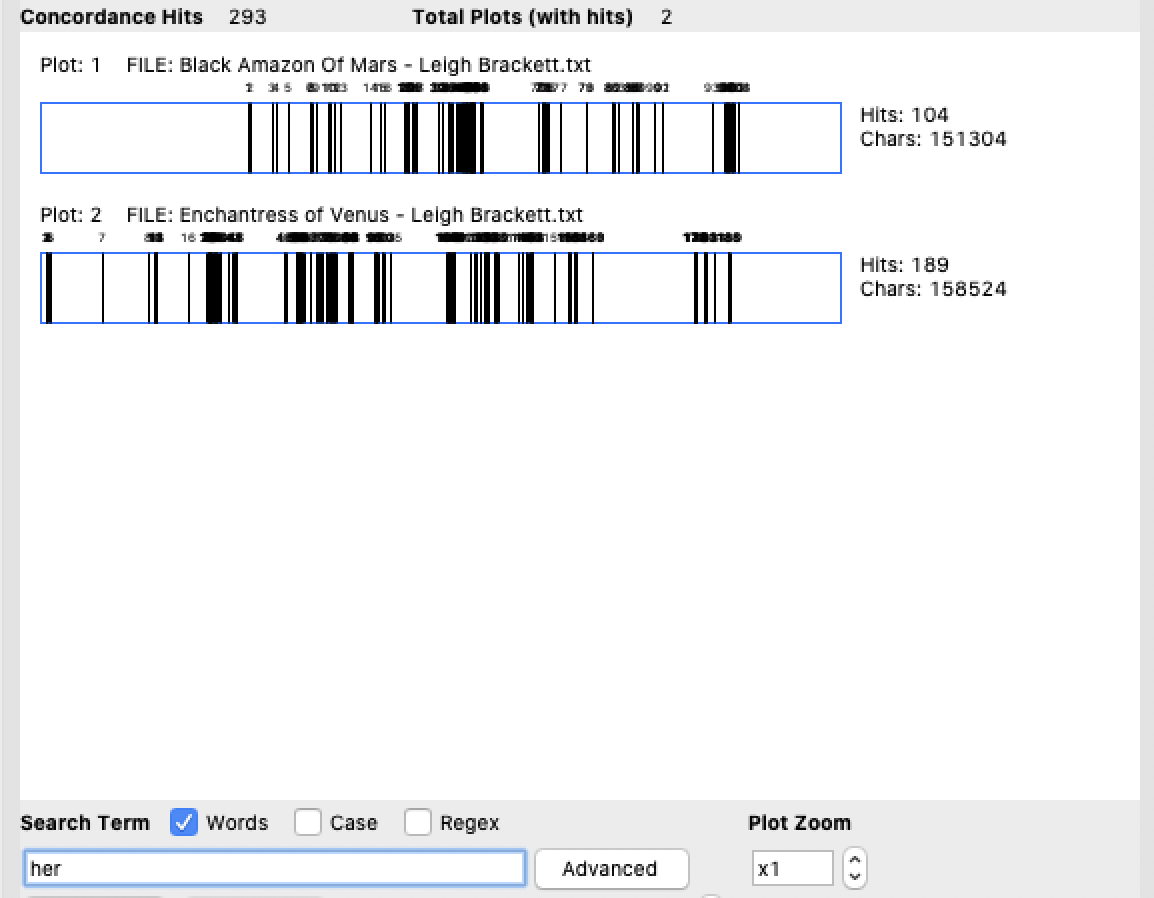 Concordance Hits 293 Total Plots (with hits) 2
Plot: 1 FILE: Black Amazon Of Mars - Leigh Brackett.txt
Hits: 104
Chars: 151304
Plot: 2 FILE: Enchantress of Venus - Leigh Brackett.txt
7
16
Hits: 189
Chars: 158524
Search Term Words Case Regex Plot Zoom
her Advanced x1